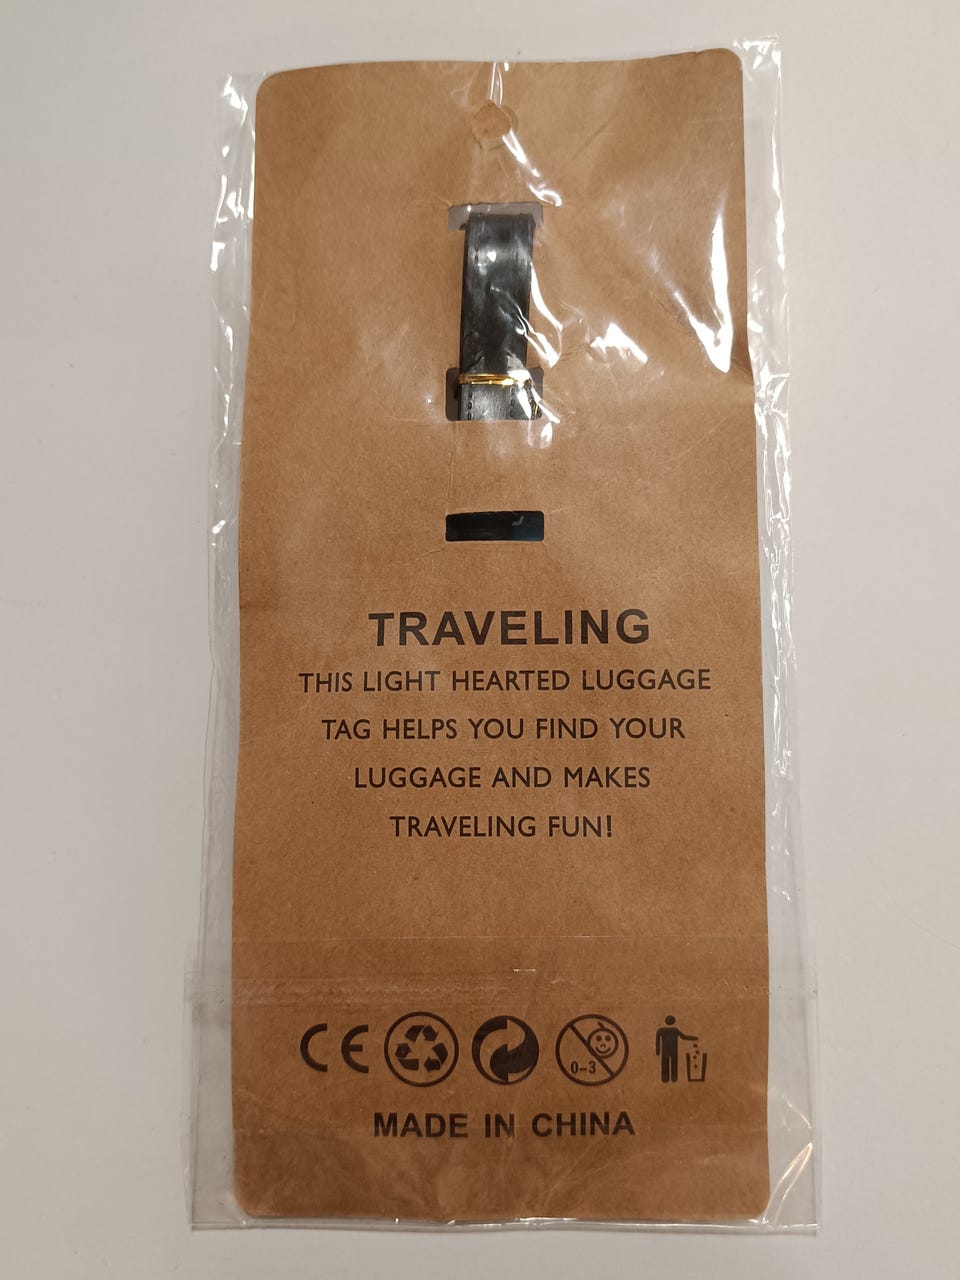 TRAVELING
THIS LIGHT HEARTED LUGGAGE
TAG HELPS YOU FIND YOUR
LUGGAGE AND MAKES
TRAVELING FUN!
CE 0-3
MADE IN CHINA